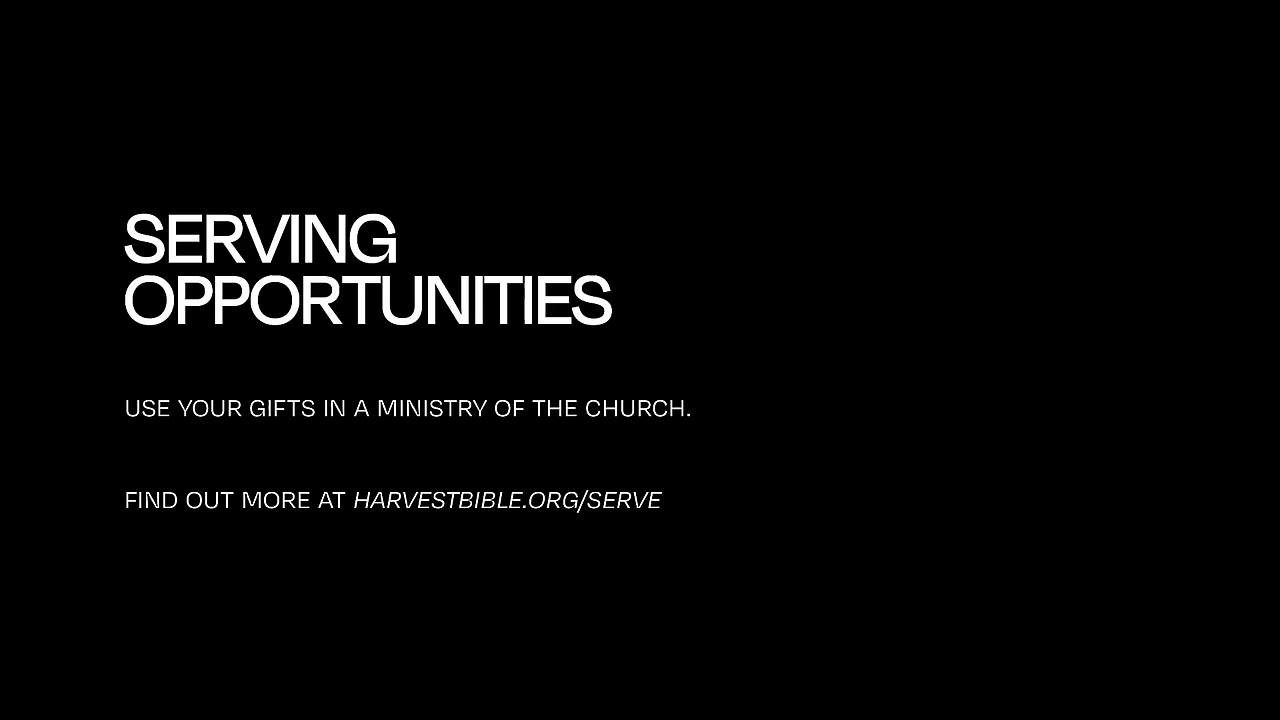 SERVING
OPPORTUNITIES
USE YOUR GIFTS IN A MINISTRY OF THE CHURCH.
FIND OUT MORE AT HARVESTBIBLE.ORG/SERVE